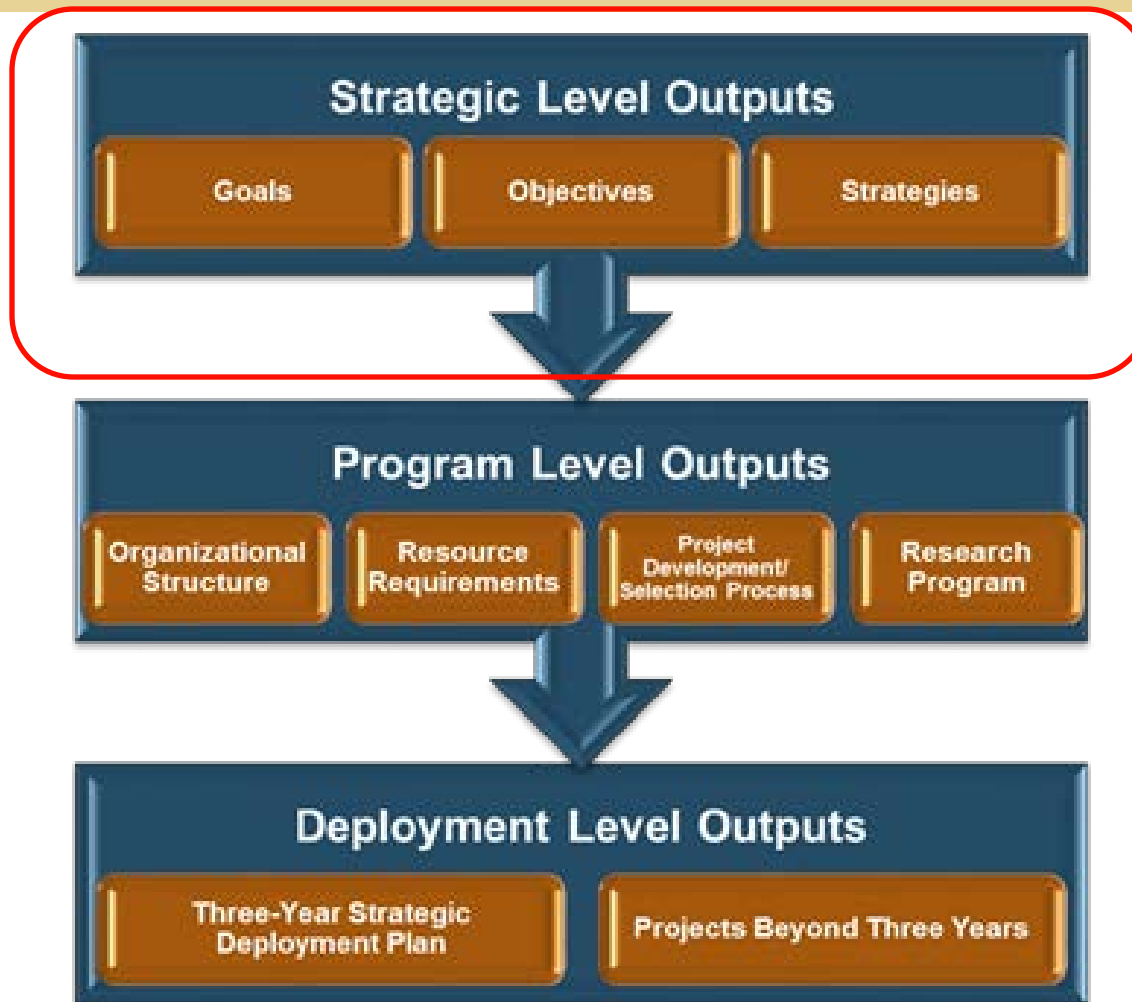 Strategic Level Outputs
Goals
Objectives
Strategies
Program Level Outputs
Organizational
Structure
Resource
Requirements
Project
Development/
Selection Process
Research
Program
Deployment Level Outputs
Three-Year Strategic
Deployment Plan
Projects Beyond Three Years